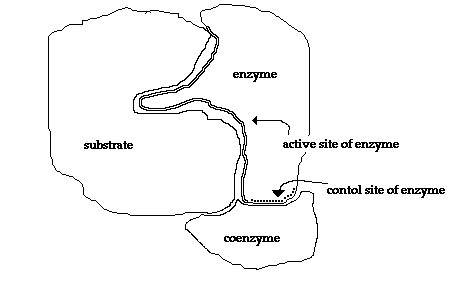 enzyme
substrate
active site of enzyme
contol site of enzyme
coenzyme